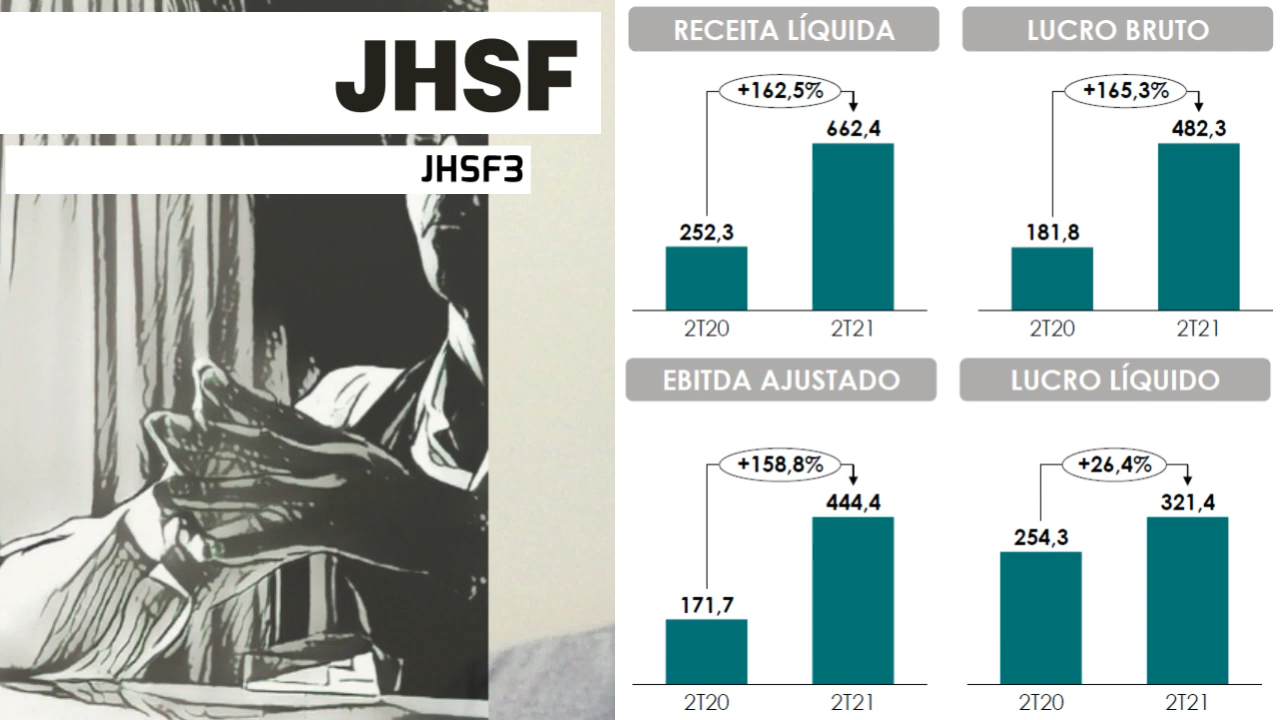 JHSF
JHSF3
RECEITA LÍQUIDA
+162,5%
662,4
252,3
2T20 2T21
LUCRO BRUTO
+165,3%
482,3
181,8
2T20 2T21
EBITDA AJUSTADO
+158,8%
444,4
171,7
2T20 2T21
LUCRO LÍQUIDO
+26,4%
321,4
254,3
2T20 2T21